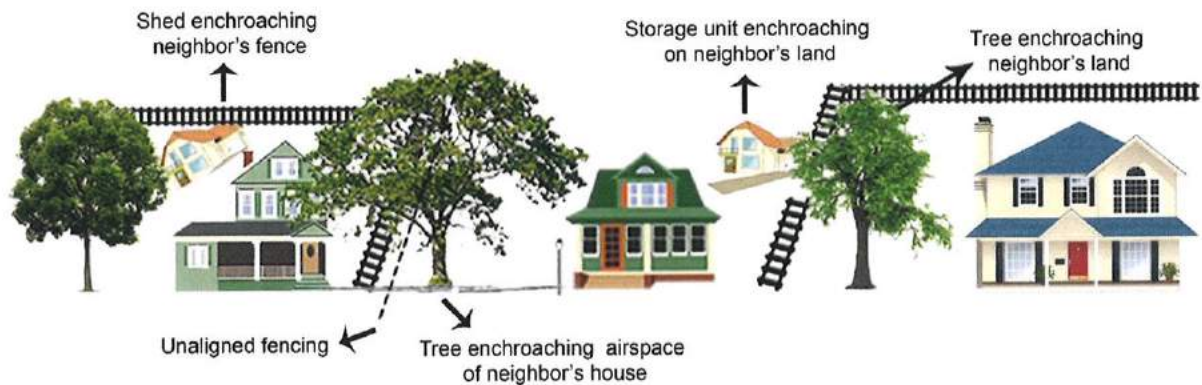 Shed enchroaching
neighbor's fence
Storage unit enchroaching
on neighbor's land
Tree enchroaching
neighbor's land
Unaligned fencing
Tree enchroaching airspace
of neighbor's house